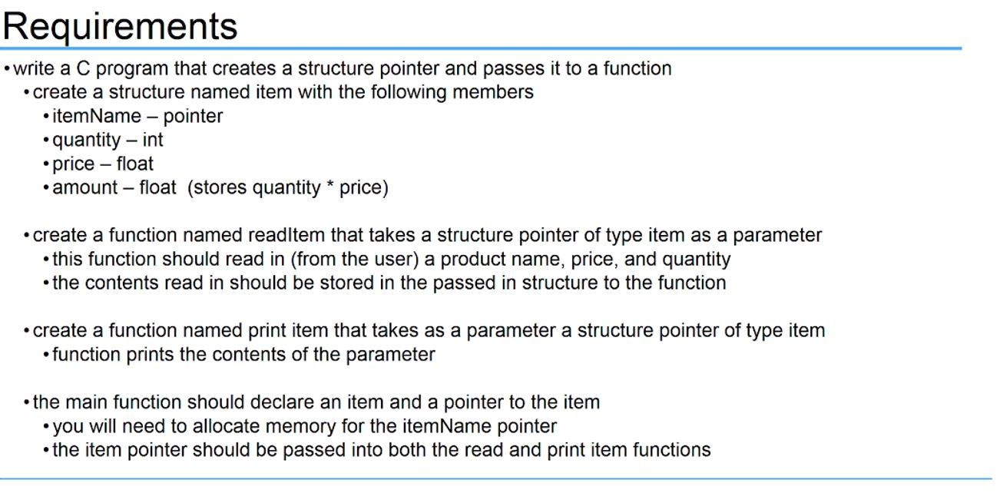 Requirements
•write a C program that creates a structure pointer and passes it to a function
•create a structure named item with the following members
•itemName – pointer
•quantity – int
•price – float
•amount – float  (stores quantity * price)
•create a function named readItem that takes a structure pointer of type item as a parameter
•this function should read in (from the user) a product name, price, and quantity
•the contents read in should be stored in the passed in structure to the function
•create a function named print item that takes as a parameter a structure pointer of type item
•function prints the contents of the parameter
•the main function should declare an item and a pointer to the item
•you will need to allocate memory for the itemName pointer
•the item pointer should be passed into both the read and print item functions